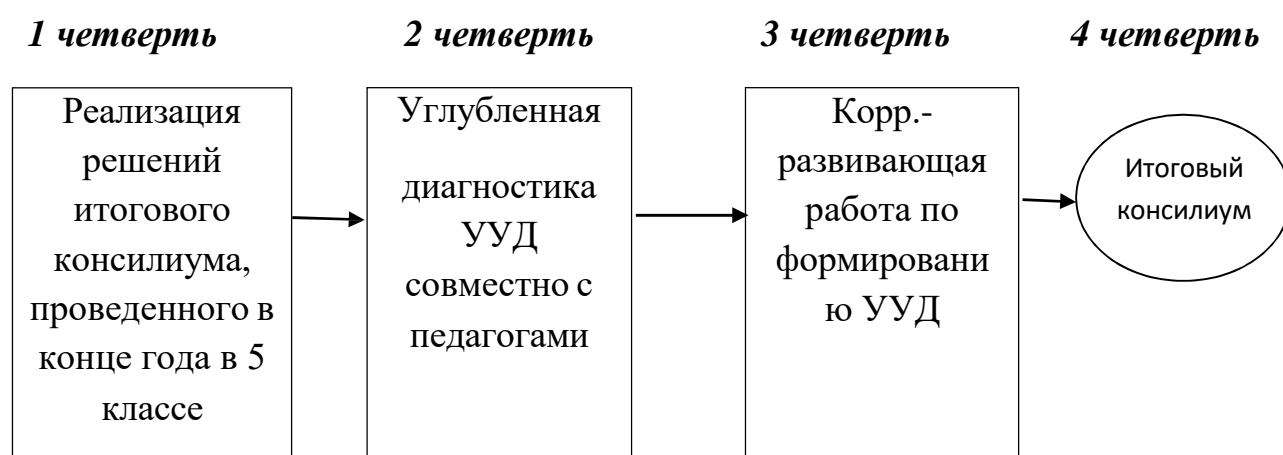 1 четверть 2 четверть 3 четверть 4 четверть
Реализация
решений
итогового
консилиума,
проведенного в
конце года в 5
классе
Углубленная
диагностика
УУД
совместно с
педагогами
Корр.-
развивающая
работа по
формировани
ю УУД
Итоговый
консилиум